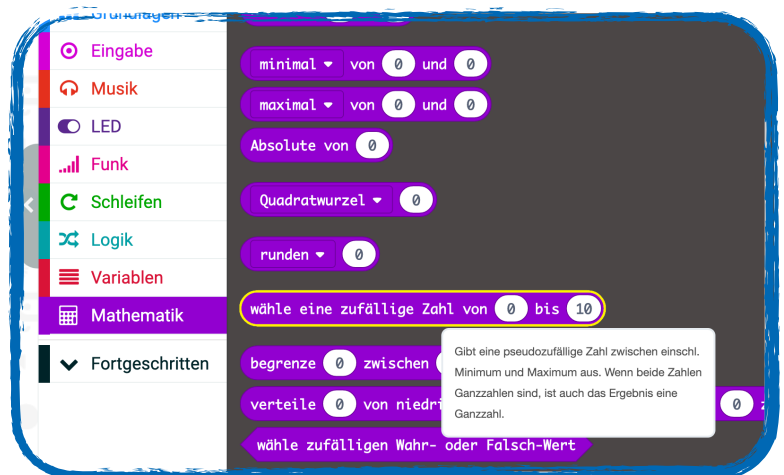 Grundlagen
Eingabe
Musik
LED
Funk
Schleifen
Logik
Variablen
Mathematik
Fortgeschritten
minimal von 0 und 0
maximal von 0 und 0
Absolute von 0
Quadratwurzel 0
runden 0
wähle eine zufällige Zahl von 0 bis 10
begrenze 0 zwischen
verteile 0 von niedri 0 z
wähle zufälligen Wahr- oder Falsch-Wert
Gibt eine pseudozufällige Zahl zwischen einschl.
Minimum und Maximum aus. Wenn beide Zahlen
Ganzzahlen sind, ist auch das Ergebnis eine
Ganzzahl.